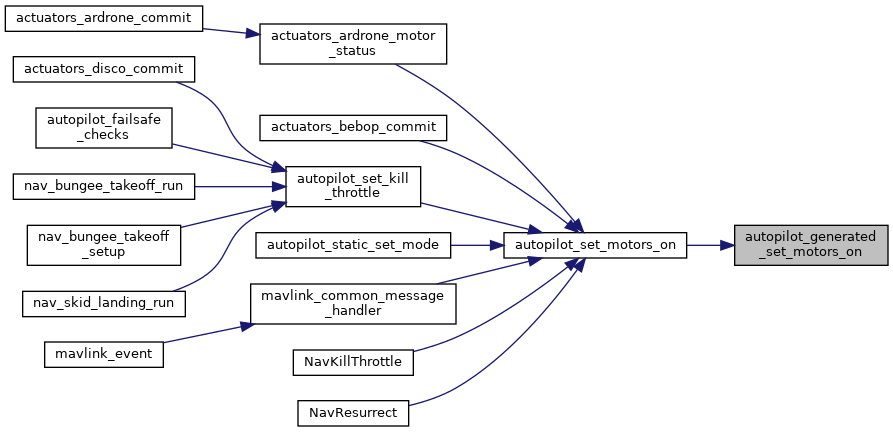 actuators_ardrone_commit
actuators_disco_commit
autopilot_failsafe
_checks
nav_bungee_takeoff_run
nav_bungee_takeoff
_setup
nav_skid_landing_run
mavlink_event
actuators_ardrone_motor
_status
actuators_bebop_commit
autopilot_set_kill
_throttle
autopilot_static_set_mode
mavlink_common_message
_handler
NavKillThrottle
NavResurrect
autopilot_set_motors_on
autopilot_generated
_set_motors_on